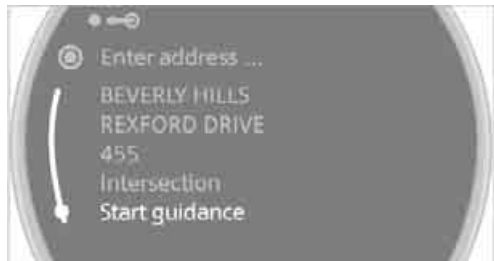 Enter address ...
BEVERLY HILLS
REXFORD DRIVE
455
Intersection
Start guidance